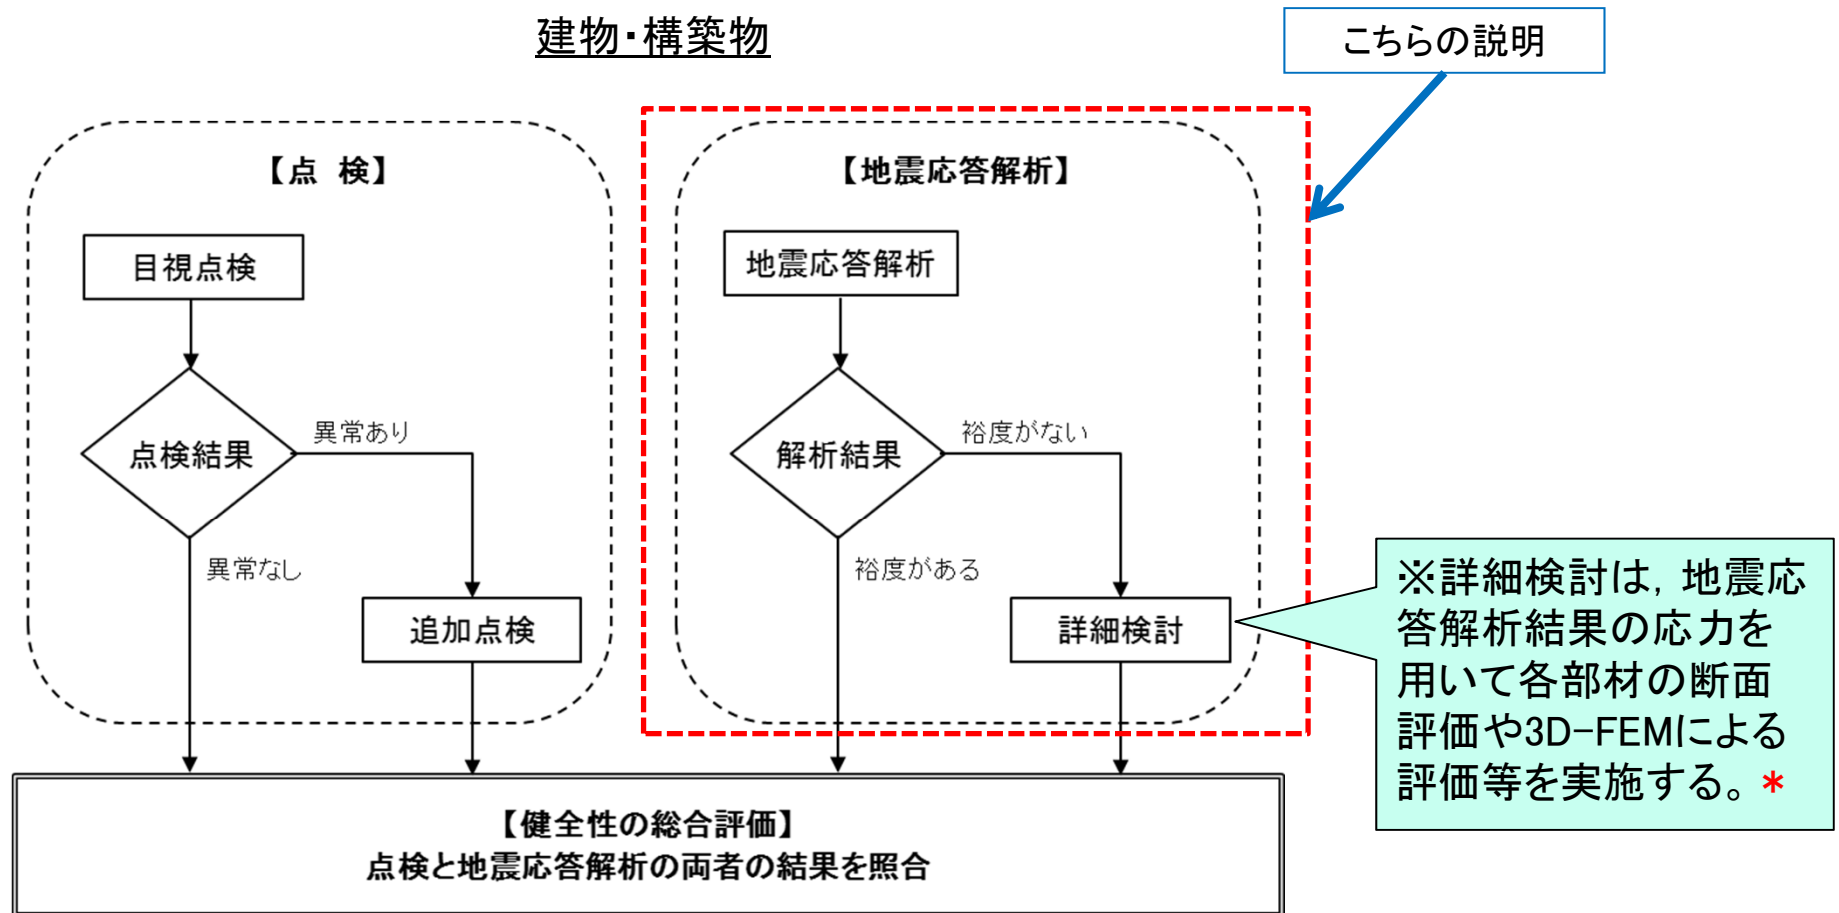 建物・構築物
こちらの説明
【点 検】
目視点検
点検結果
異常あり
異常なし
追加点検
【地震応答解析】
地震応答解析
解析結果
裕度がない
裕度がある
詳細検討
※詳細検討は，地震応
答解析結果の応力を
用いて各部材の断面
評価や3D-FEMによる
評価等を実施する。*
【健全性の総合評価】
点検と地震応答解析の両者の結果を照合